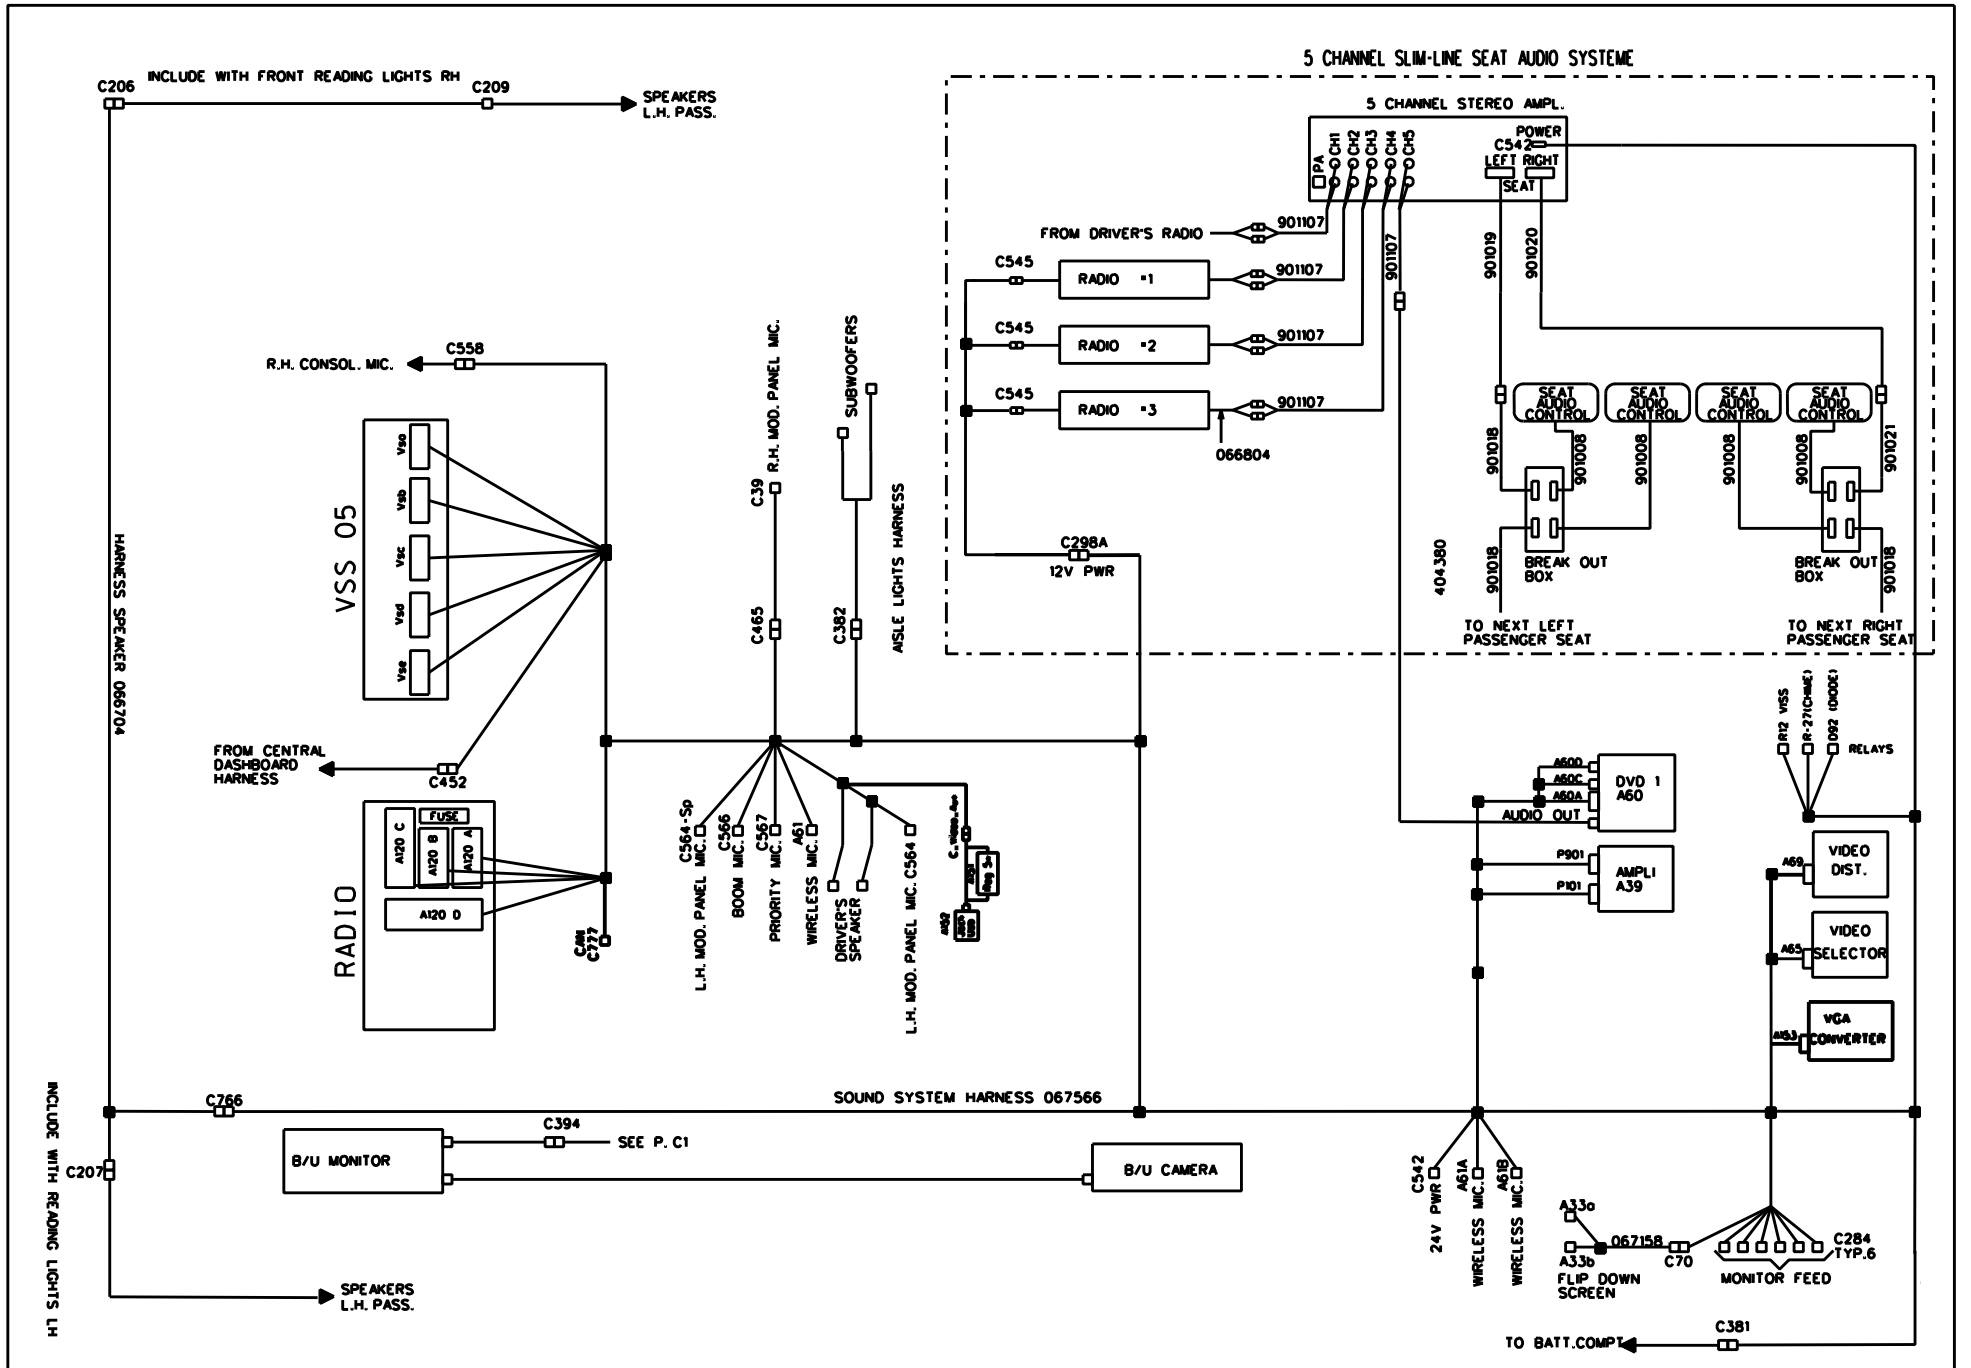 5 CHANNEL SLIM-LINE SEAT AUDIO SYSTEME
INCLUDE WITH FRONT READING LIGHTS RH
C206
C209
SPEAKERS
L.H. PASS.
5 CHANNEL STEREO AMPL.
PA
CH1
CH2
CH3
CH4
CH5
POWER
C542
LEFT RIGHT
SEAT
FROM DRIVER'S RADIO
901107
C545
RADIO #1
901107
C545
RADIO #2
901107
C545
RADIO #3
901107
066804
901107
901019
901020
SEAT
AUDIO
CONTROL
SEAT
AUDIO
CONTROL
SEAT
AUDIO
CONTROL
SEAT
AUDIO
CONTROL
901018
901008
901008
901008
901008
901021
BREAK OUT
BOX
BREAK OUT
BOX
404380
901018
901018
TO NEXT LEFT
PASSENGER SEAT
TO NEXT RIGHT
PASSENGER SEAT
C298A
12V PWR
R.H. CONSOL. MIC.
C558
VSS 05
Vso
Vsb
Vsc
Vsd
Vse
R.H. MOD. PANEL MIC.
C39
C465
SUBWOOFERS
C382
AISLE LIGHTS HARNESS
HARNESS SPEAKER 066704
FROM CENTRAL
DASHBOARD
HARNESS
C452
RADIO
A120 C
FUSE
A120 B
A120 A
A120 D
CAN
C777
C564-Sp
L.H. MOD. PANEL MIC.
C566
BOOM MIC.
C567
PRIORITY MIC.
A61
WIRELESS MIC.
DRIVER'S
SPEAKER
L.H. MOD. PANEL MIC. C564
A151
A152
R12 VISS
R-27(CHIME)
D92 (DIODE)
RELAYS
A60D
A60C
A60A
DVD 1
A60
AUDIO OUT
P901
P101
AMPLI
A39
A69
VIDEO
DIST.
A65
VIDEO
SELECTOR
A153
VGA
CONVERTER
INCLUDE WITH READING LIGHTS LH
C766
SOUND SYSTEM HARNESS 067566
C207
B/U MONITOR
C394
SEE P. C1
B/U CAMERA
C542
24V PWR
A61A
WIRELESS MIC.
A61B
WIRELESS MIC.
A33a
A33b
067158
C70
FLIP DOWN
SCREEN
C284
TYP.6
MONITOR FEED
SPEAKERS
L.H. PASS.
TO BATT.COMPT
C381